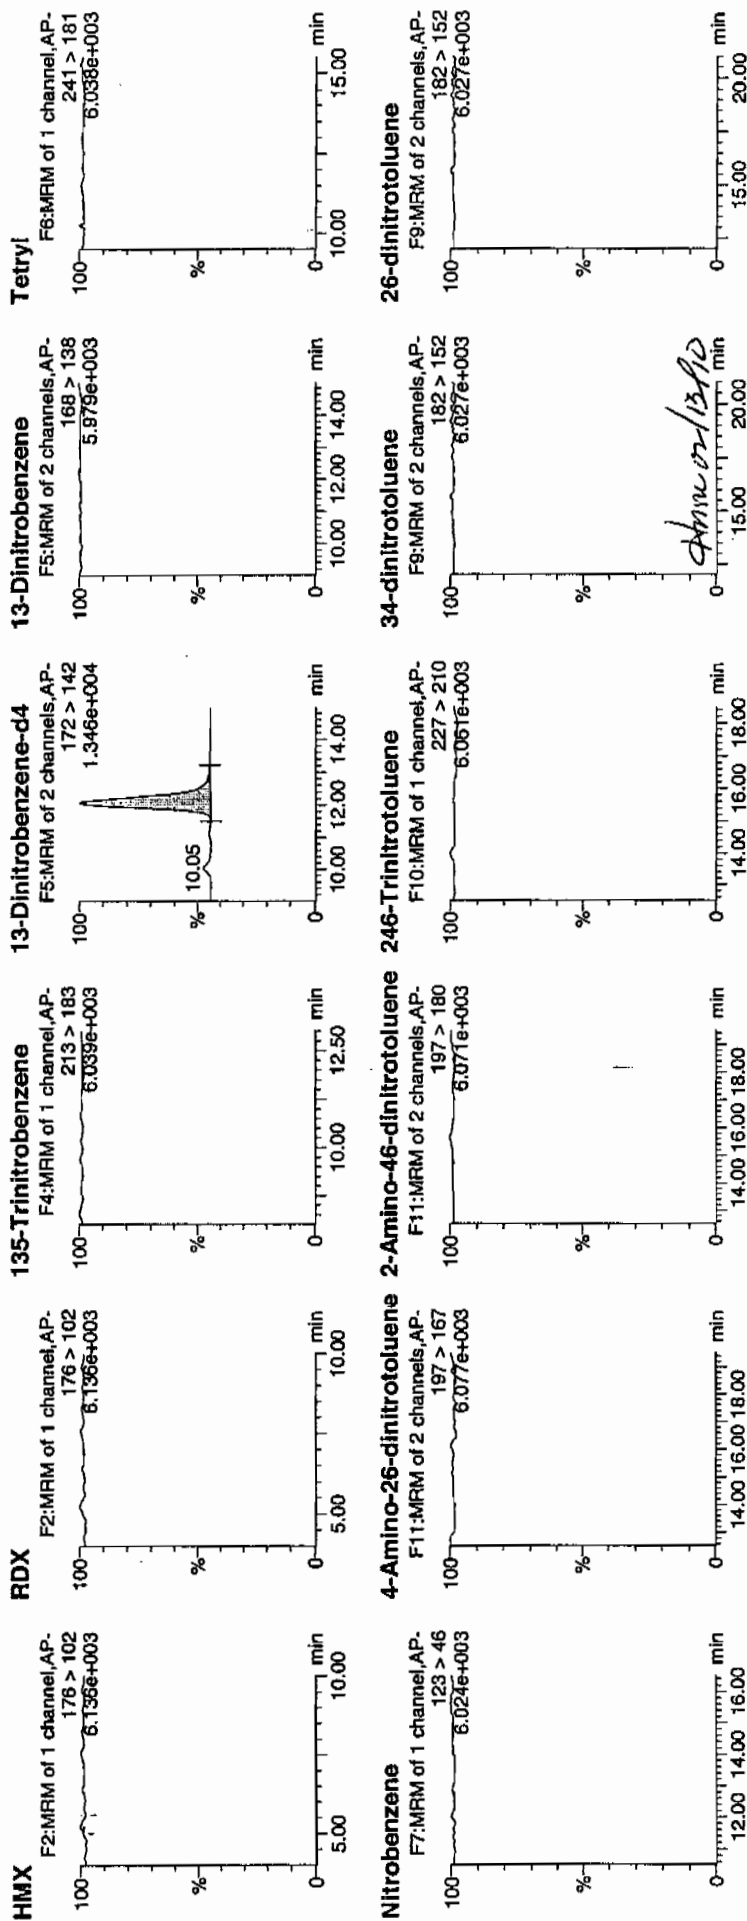 HMX
F2:MRM of 1 channel,AP-
176 > 102
6.136e+003
100
%
0
5.00
10.00
min
RDX
F2:MRM of 1 channel,AP-
176 > 102
6.136e+003
100
%
0
5.00
10.00
min
135-Trinitrobenzene
F4:MRM of 1 channel,AP-
213 > 183
6.039e+003
100
%
0
10.00
12.50
min
13-Dinitrobenzene-d4
F5:MRM of 2 channels,AP-
172 > 142
1.346e+004
100
%
0
10.05
10.00
12.00
14.00
min
13-Dinitrobenzene
F5:MRM of 2 channels,AP-
168 > 138
5.979e+003
100
%
0
10.00
12.00
14.00
min
Tetryl
F6:MRM of 1 channel,AP-
241 > 181
6.038e+003
100
%
0
10.00
15.00
min
Nitrobenzene
F7:MRM of 1 channel,AP-
123 > 46
6.024e+003
100
%
0
12.00
14.00
16.00
min
4-Amino-26-dinitrotoluene
F11:MRM of 2 channels,AP-
197 > 167
6.077e+003
100
%
0
14.00
16.00
18.00
min
2-Amino-46-dinitrotoluene
F11:MRM of 2 channels,AP-
197 > 180
6.071e+003
100
%
0
14.00
16.00
18.00
min
246-Trinitrotoluene
F10:MRM of 1 channel,AP-
227 > 210
6.061e+003
100
%
0
14.00
16.00
18.00
min
34-dinitrotoluene
F9:MRM of 2 channels,AP-
182 > 152
6.027e+003
100
%
0
15.00
20.00
min
02/13/10
26-dinitrotoluene
F9:MRM of 2 channels,AP-
182 > 152
6.027e+003
100
%
0
15.00
20.00
min